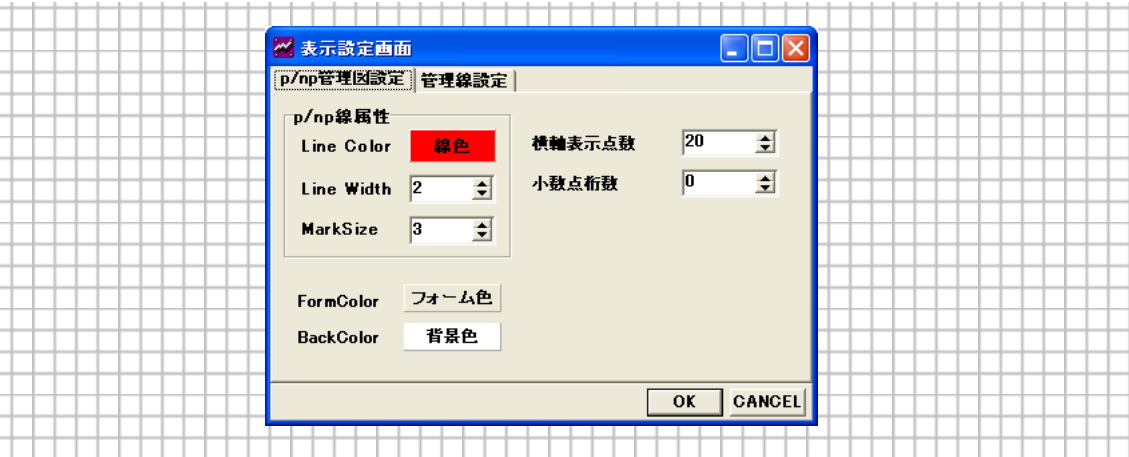 表示設定画面
p/np管理図設定 管理線設定
p/np線属性
Line Color 線色
Line Width 2
MarkSize 3
横軸表示点数 20
小数点桁数 0
FormColor フォーム色
BackColor 背景色
OK CANCEL